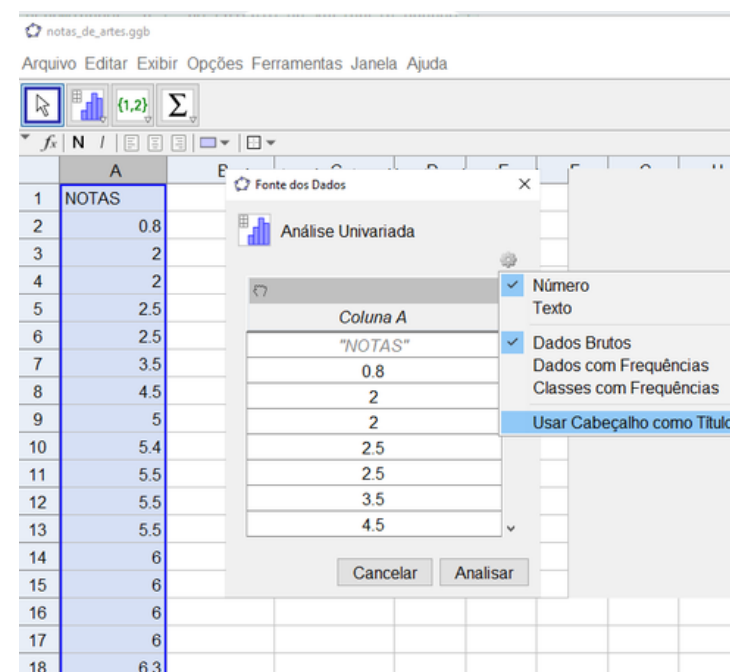 notas_de_artes.ggb
Arquivo Editar Exibir Opções Ferramentas Janela Ajuda
{1,2} Σ
fx N I
A
1 NOTAS
2 0.8
3 2
4 2
5 2.5
6 2.5
7 3.5
8 4.5
9 5
10 5.4
11 5.5
12 5.5
13 5.5
14 6
15 6
16 6
17 6
18 6.3
Fonte dos Dados
Análise Univariada
Coluna A
"NOTAS"
0.8
2
2
2.5
2.5
3.5
4.5
Cancelar Analisar
Número
Texto
Dados Brutos
Dados com Frequências
Classes com Frequências
Usar Cabeçalho como Título